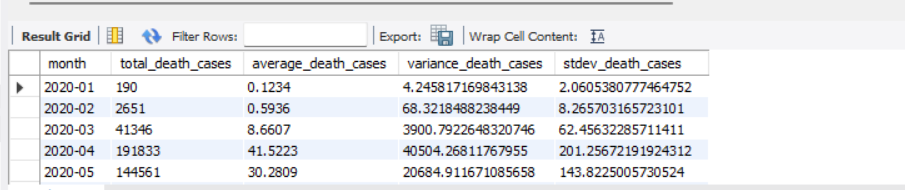 Result Grid Filter Rows: Export: Wrap Cell Content: IA
month total_death_cases average_death_cases variance_death_cases stdev_death_cases
2020-01 190 0.1234 4.245817169843138 2.0605380777464752
2020-02 2651 0.5936 68.3218488238449 8.265703165723101
2020-03 41346 8.6607 3900.7922648320746 62.45632285711411
2020-04 191833 41.5223 40504.26811767955 201.25672191924312
2020-05 144561 30.2809 20684.911671085658 143.8225005730524